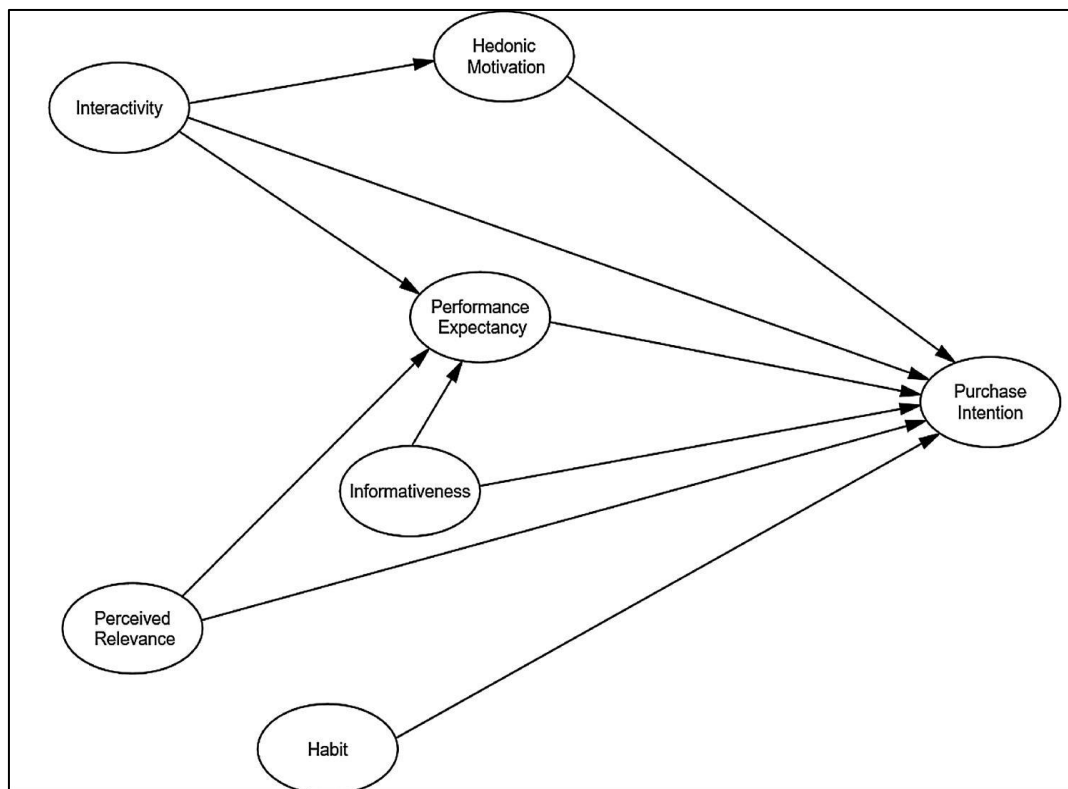 Hedonic
Motivation
Interactivity
Performance
Expectancy
Purchase
Intention
Informativeness
Perceived
Relevance
Habit